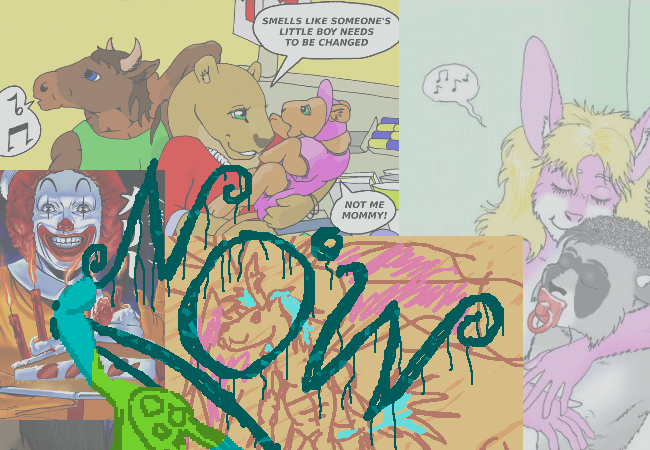 SMELLS LIKE SOMEONE'S
LITTLE BOY NEEDS
TO BE CHANGED
NOT ME
MOMMY!
NOW